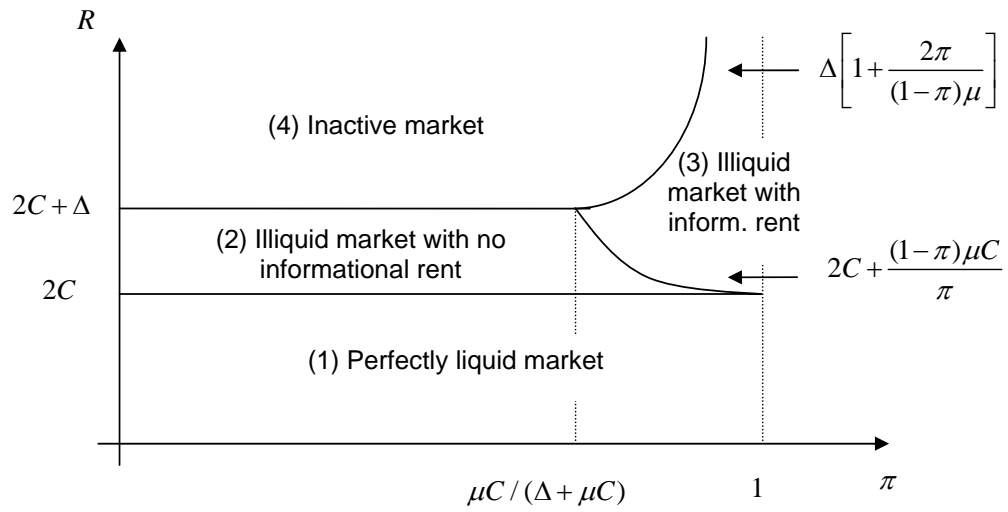 R
Δ[1+ 2π/((1−π)μ)]
(4) Inactive market
(3) Illiquid
market with
inform. rent
2C + Δ
(2) Illiquid market with no
informational rent
2C + (1−π)μC/π
2C
(1) Perfectly liquid market
μC / (Δ + μC)
1
π